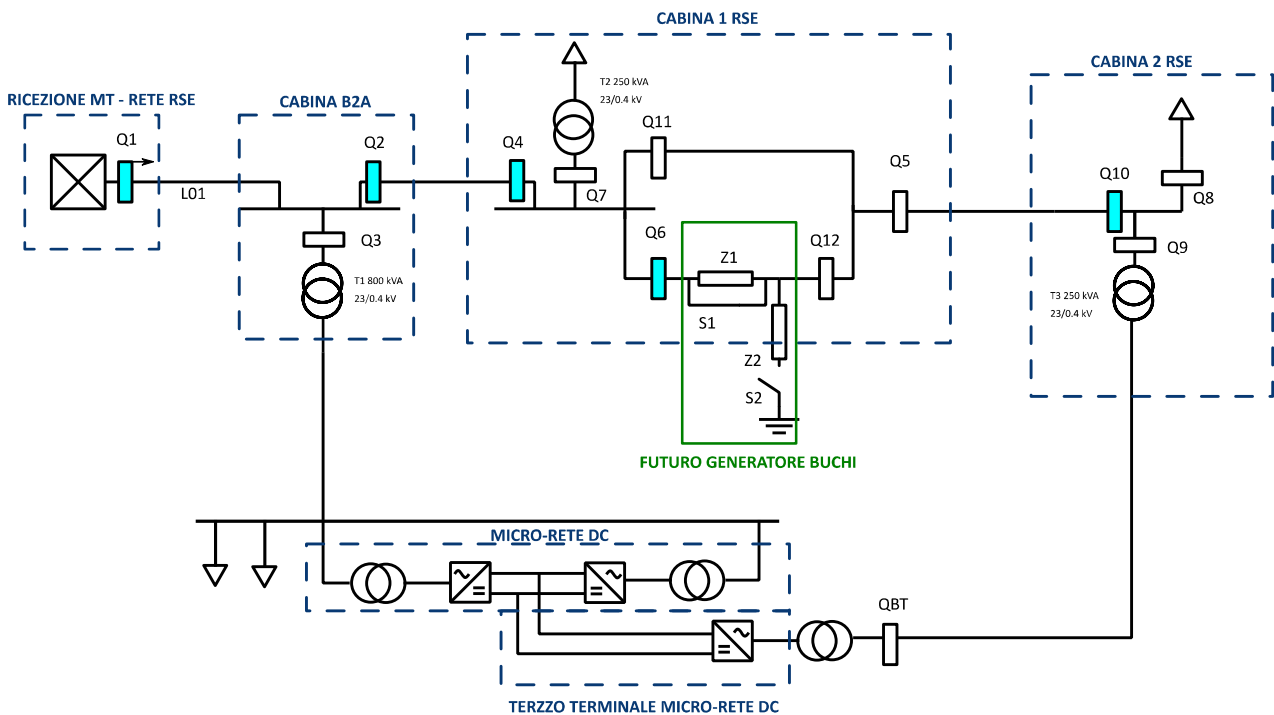 CABINA 1 RSE
CABINA 2 RSE
RICEZIONE MT - RETE RSE
CABINA B2A
T2 250 kVA
23/0.4 kV
Q1
Q2
Q4
Q11
Q5
Q10
L01
Q7
Q8
Q3
Q6
Q12
Q9
Z1
T1 800 kVA
23/0.4 kV
T3 250 kVA
23/0.4 kV
S1
Z2
S2
FUTURO GENERATORE BUCHI
MICRO-RETE DC
QBT
TERZZO TERMINALE MICRO-RETE DC